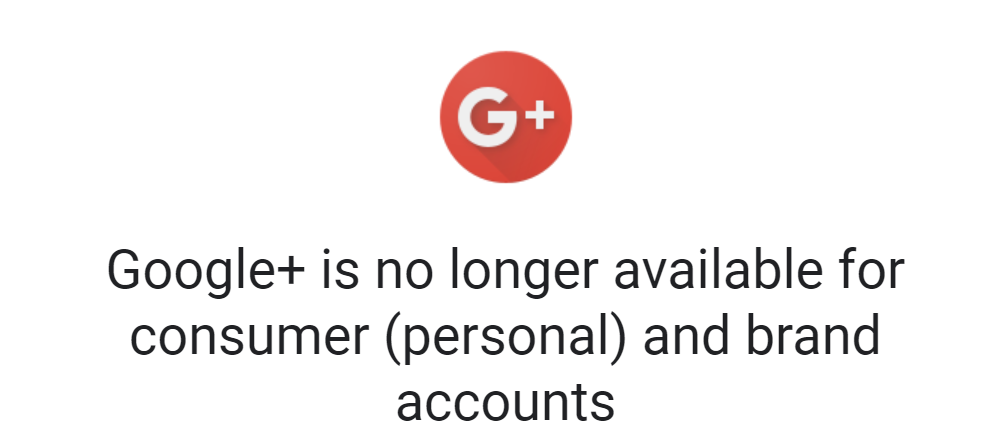 G+
Google+ is no longer available for
consumer (personal) and brand
accounts